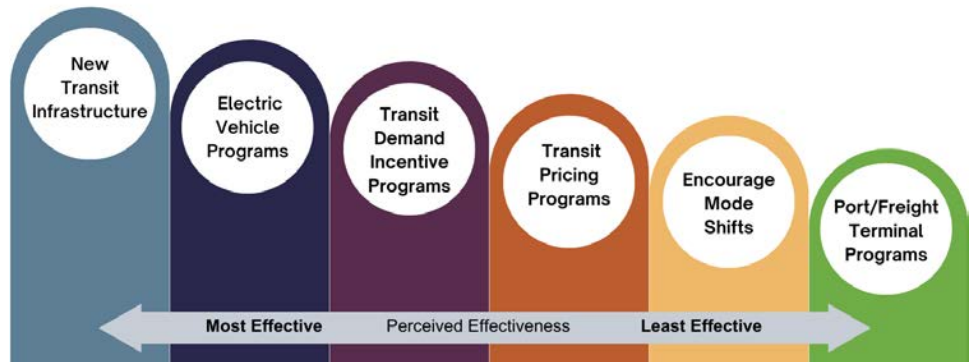 New
Transit
Infrastructure
Electric
Vehicle
Programs
Transit
Demand
Incentive
Programs
Transit
Pricing
Programs
Encourage
Mode
Shifts
Port/Freight
Terminal
Programs
Most Effective Perceived Effectiveness Least Effective